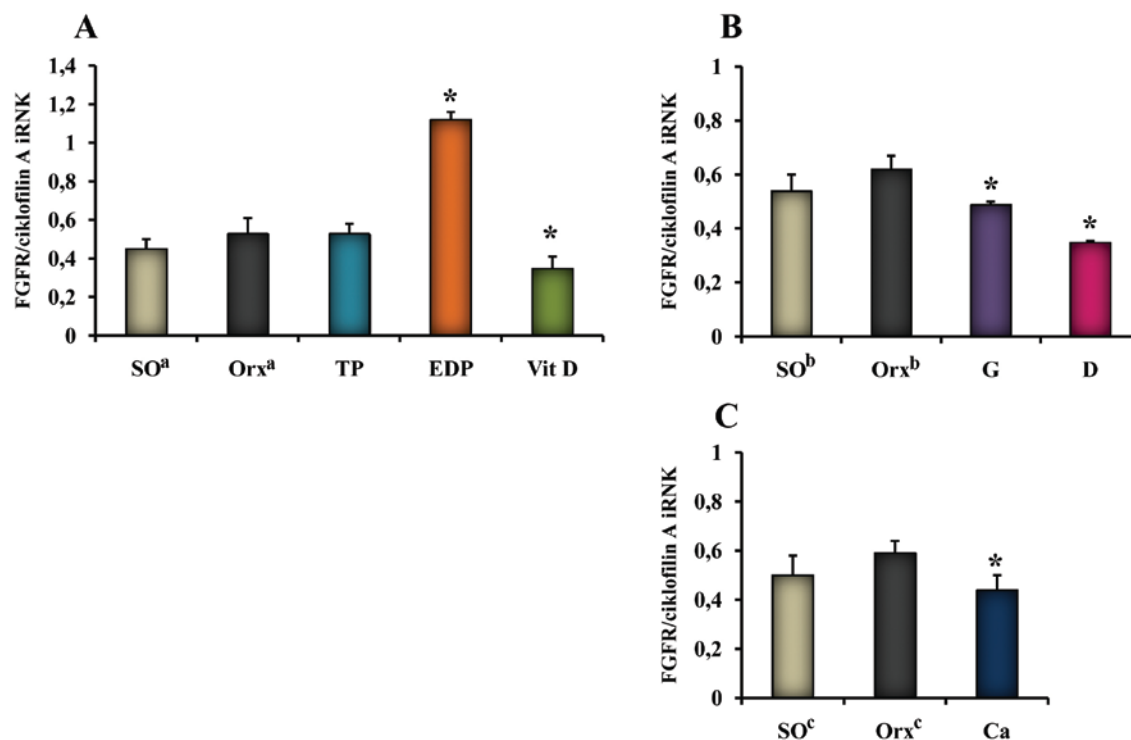 A
FGFR/ciklofilin A iRNK
1,4
1,2
1
0,8
0,6
0,4
0,2
0
*
*
SOᵃ Orxᵃ TP EDP Vit D
B
FGFR/ciklofilin A iRNK
1
0,8
0,6
0,4
0,2
0
*
*
SOᵇ Orxᵇ G D
C
FGFR/ciklofilin A iRNK
1
0,8
0,6
0,4
0,2
0
*
SOᶜ Orxᶜ Ca